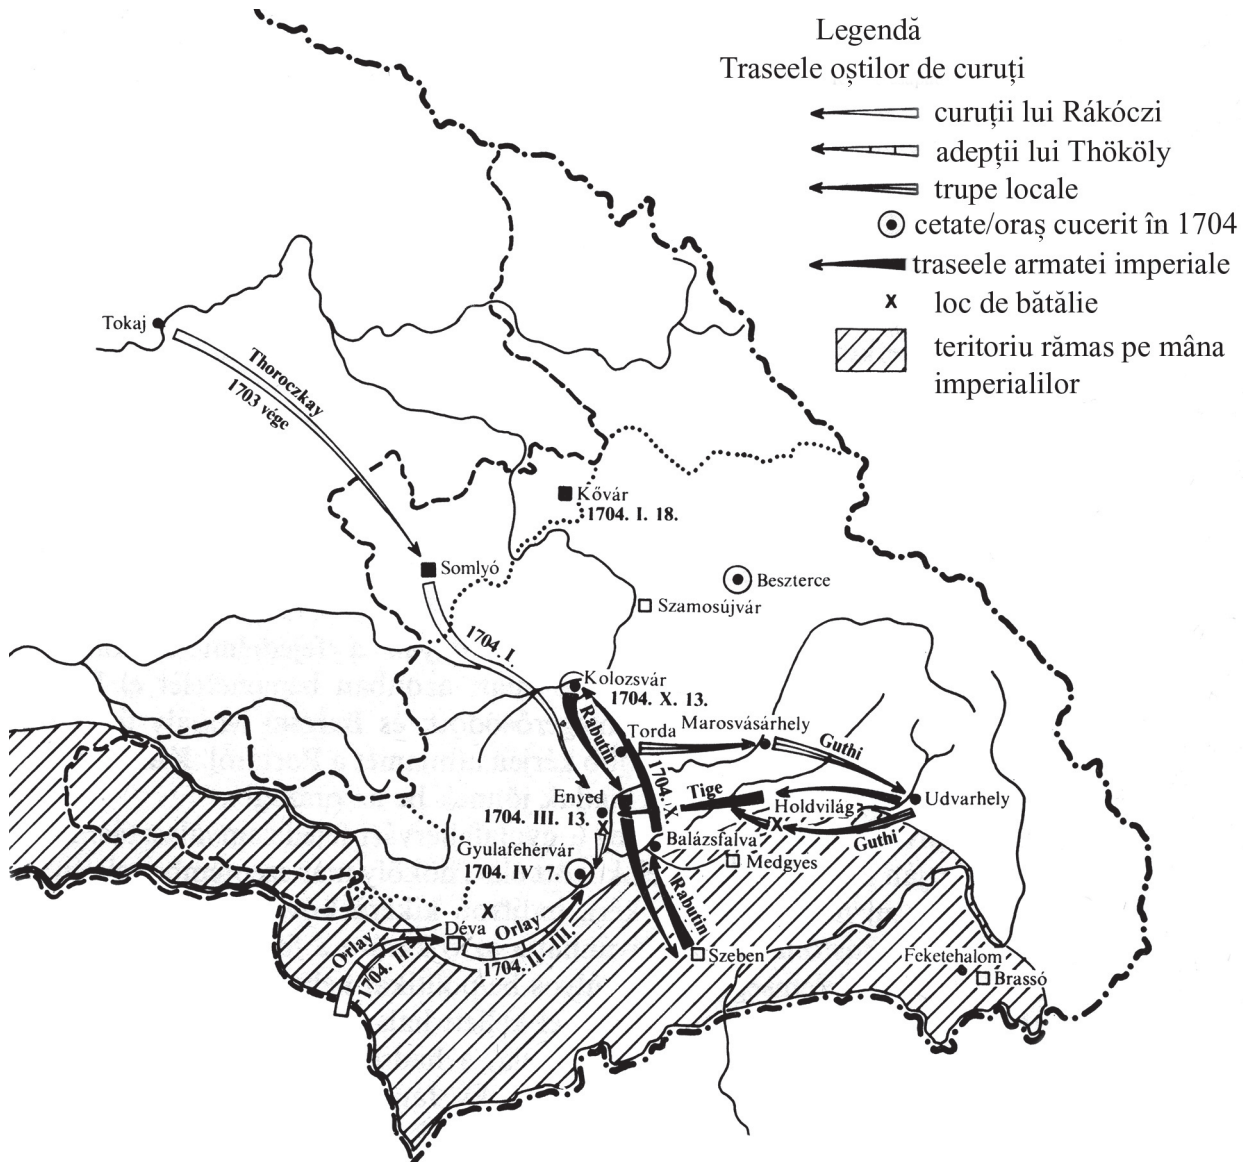 Legendă
Traseele oștilor de curuți
curuții lui Rákóczi
adepții lui Thököly
trupe locale
cetate/oraș cucerit în 1704
traseele armatei imperiale
x loc de bătălie
teritoriu rămas pe mâna
imperialilor
Tokaj
Thoroczkay
1703 vége
Kővár
1704. I. 18.
Somlyó
Beszterce
Szamosújvár
1704. I.
Kolozsvár
1704. X. 13.
Rabutin
Torda
Marosvásárhely
Guthi
1704. X.
Tige
Enyed
1704. III. 13.
x
Holdvilág
x
Udvarhely
Guthi
Balázsfalva
Medgyes
Gyulafehérvár
1704. IV 7.
x
Rabutin
Orlay
1704. II.
Déva
Orlay
1704. II-III.
Szeben
Feketehalom
Brassó